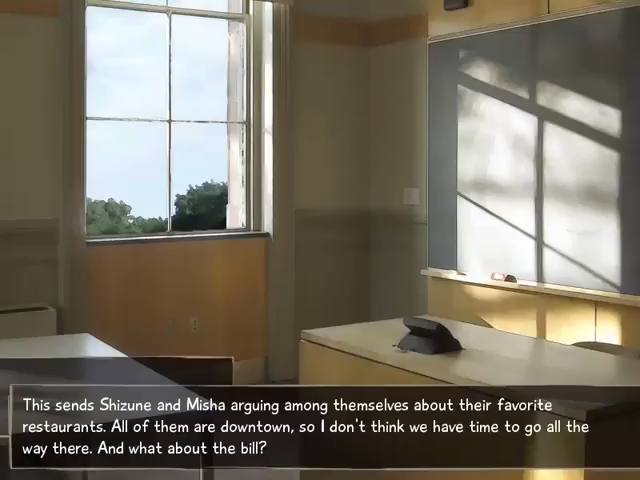 This sends Shizune and Misha arguing among themselves about their favorite
restaurants. All of them are downtown, so I don't think we have time to go all the
way there. And what about the bill?